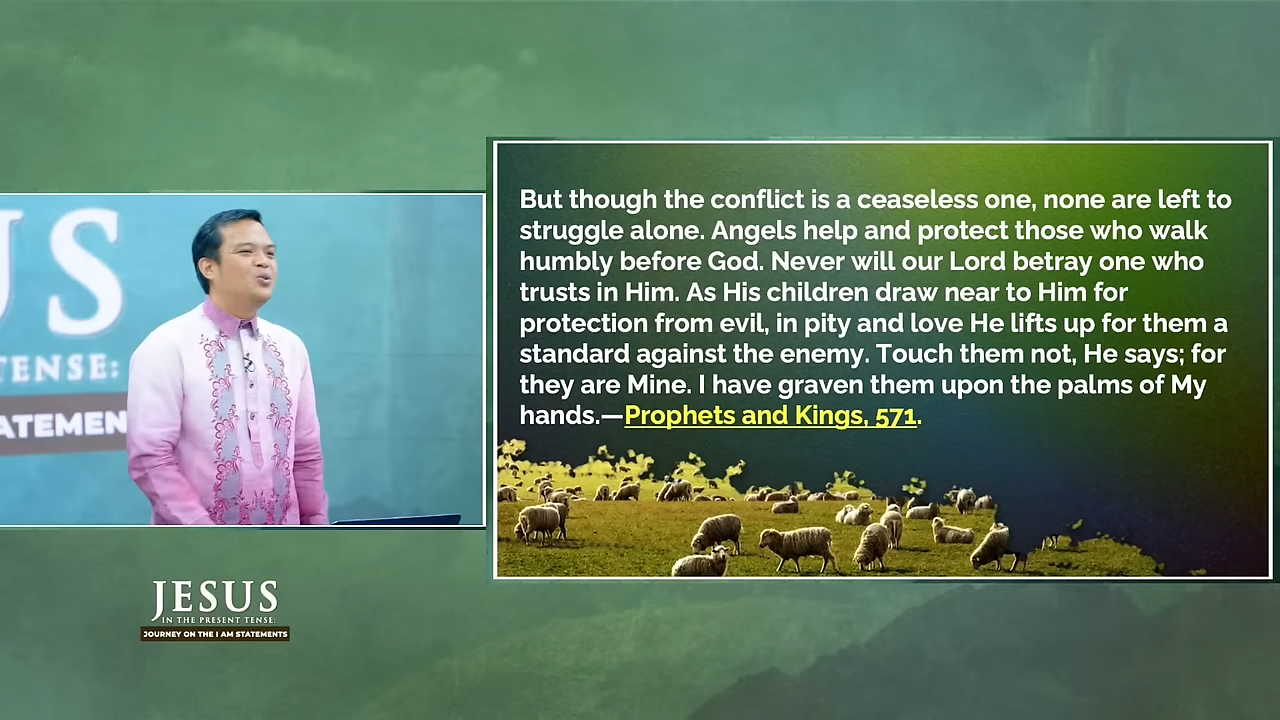 US
TENSE:
ATEMEN
But though the conflict is a ceaseless one, none are left to
struggle alone. Angels help and protect those who walk
humbly before God. Never will our Lord betray one who
trusts in Him. As His children draw near to Him for
protection from evil, in pity and love He lifts up for them a
standard against the enemy. Touch them not, He says; for
they are Mine. I have graven them upon the palms of My
hands.—Prophets and Kings, 571.
JESUS
IN THE PRESENT TENSE:
JOURNEY ON THE I AM STATEMENTS